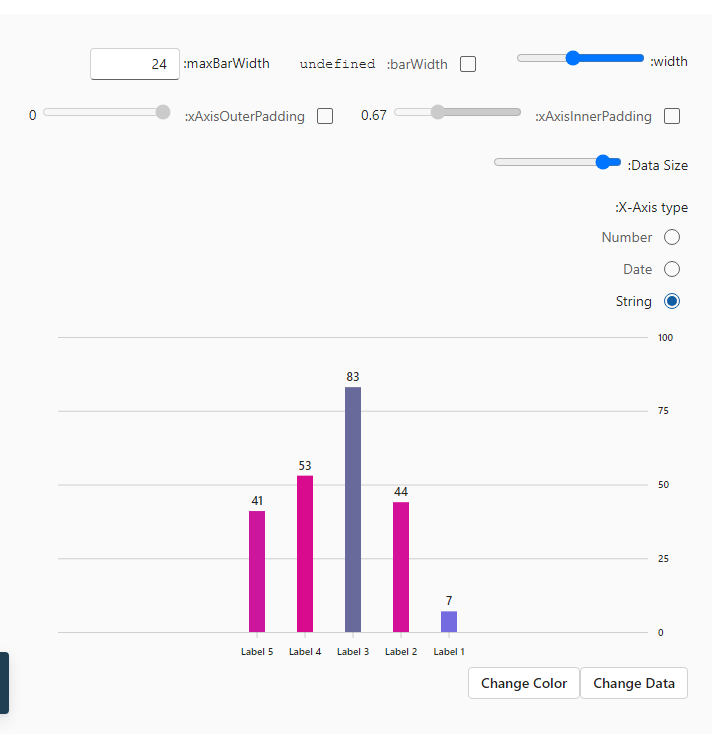 :width
undefined :barWidth
24 :maxBarWidth
:xAxisInnerPadding
0.67
:xAxisOuterPadding
0
:Data Size
:X-Axis type
Number
Date
String
100
75
50
25
0
83
53
41
44
7
Label 5 Label 4 Label 3 Label 2 Label 1
Change Color Change Data